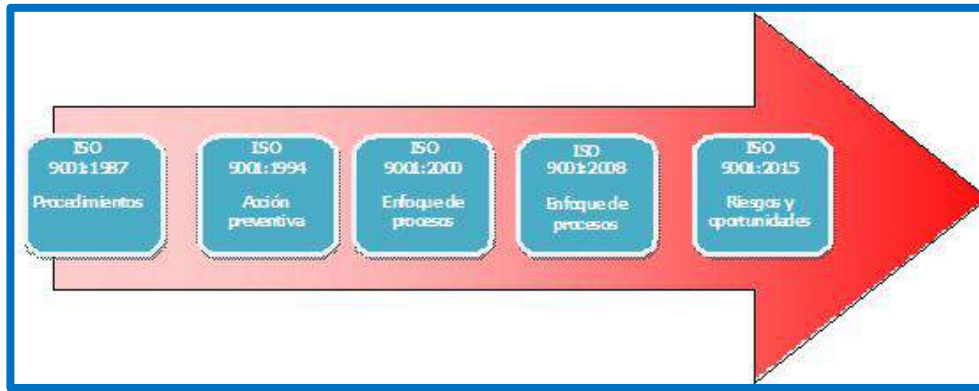 ISO
9001:1987
Procedimientos
ISO
9001:1994
Acción
preventiva
ISO
9001:2000
Enfoque de
procesos
ISO
9001:2008
Enfoque de
procesos
ISO
9001:2015
Riesgos y
oportunidades